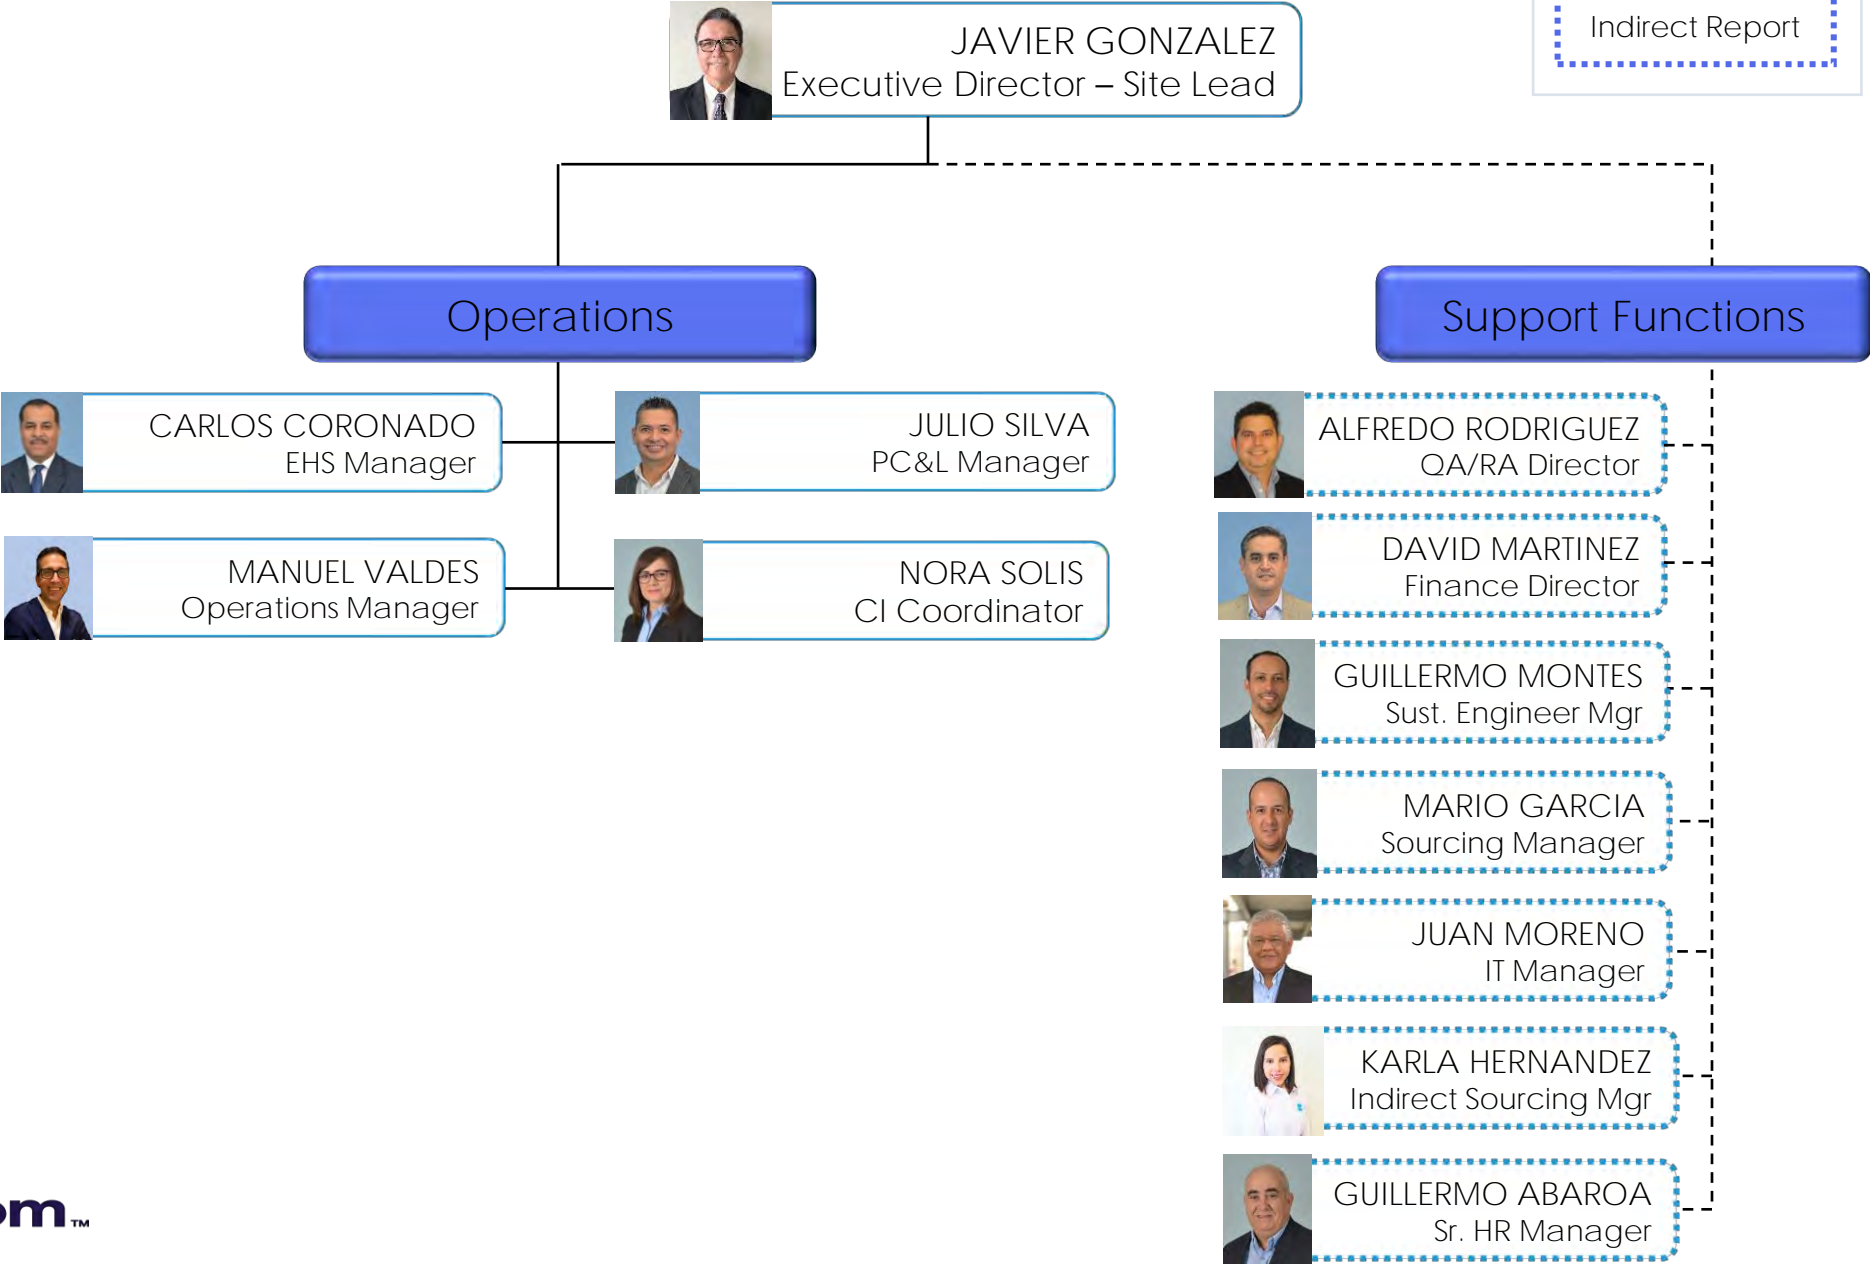 JAVIER GONZALEZ
Executive Director – Site Lead
Indirect Report
Operations
Support Functions
CARLOS CORONADO
EHS Manager
JULIO SILVA
PC&L Manager
MANUEL VALDES
Operations Manager
NORA SOLIS
CI Coordinator
ALFREDO RODRIGUEZ
QA/RA Director
DAVID MARTINEZ
Finance Director
GUILLERMO MONTES
Sust. Engineer Mgr
MARIO GARCIA
Sourcing Manager
JUAN MORENO
IT Manager
KARLA HERNANDEZ
Indirect Sourcing Mgr
GUILLERMO ABAROA
Sr. HR Manager